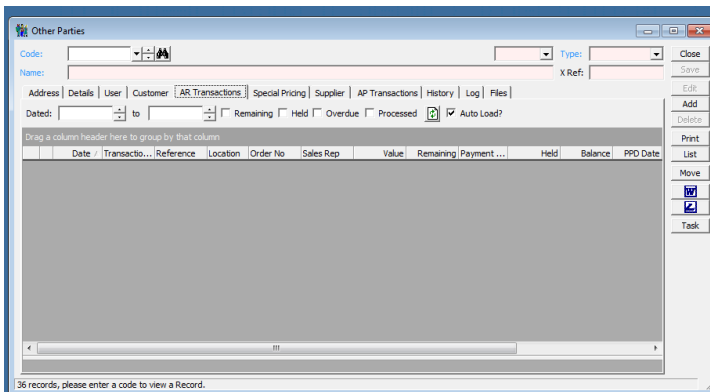 Other Parties
Code: Type: Close
Name: X Ref: Save
Address Details User Customer AR Transactions Special Pricing Supplier AP Transactions History Log Files Edit
Dated: to Remaining Held Overdue Processed Auto Load? Add
Delete
Drag a column header here to group by that column Print
Date Transactio... Reference Location Order No Sales Rep Value Remaining Payment ... Held Balance PPD Date List
Move
W
Task
36 records, please enter a code to view a Record.